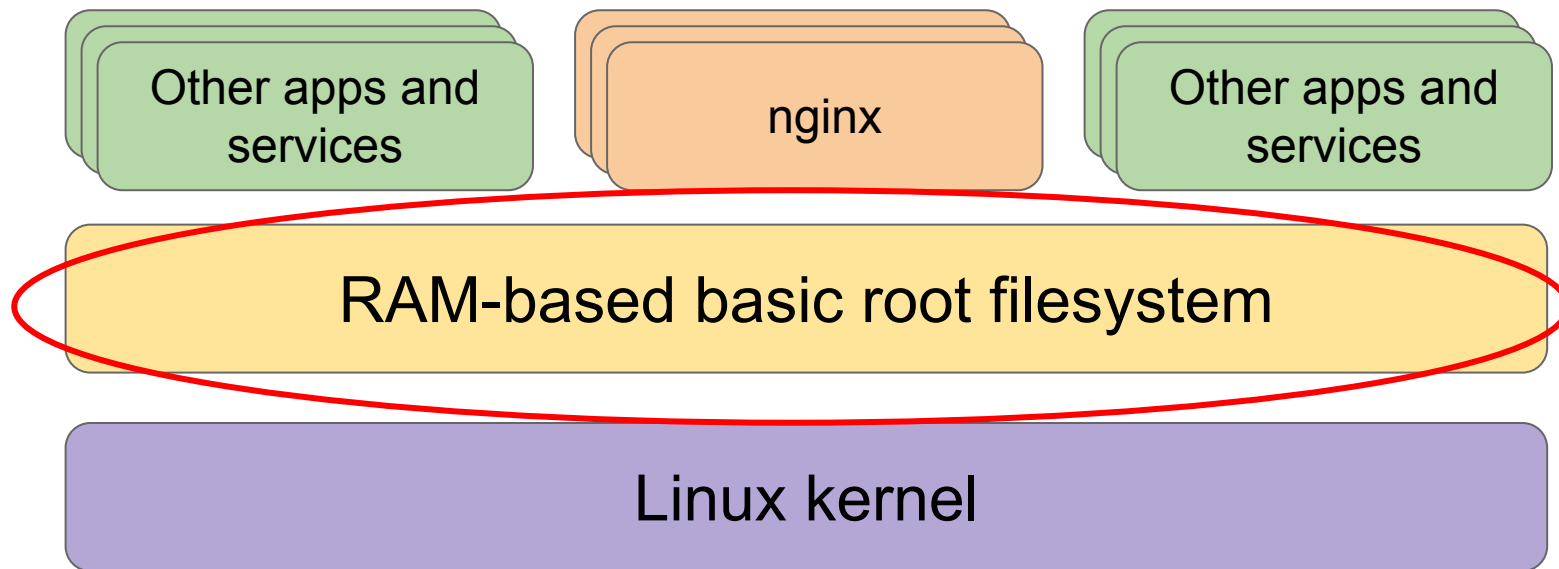 Other apps and
services
nginx
Other apps and
services
RAM-based basic root filesystem
Linux kernel